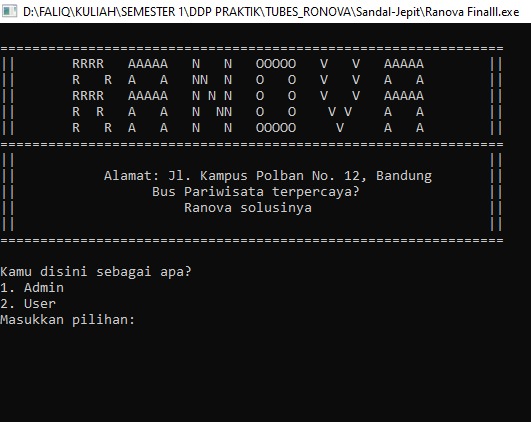 D:\FALIQ\KULIAH\SEMESTER 1\DDP PRAKTIK\TUBES_RONOVA\Sandal-Jepit\Ranova Finalll.exe
===============================================================
||       RRRR   AAAAA   N   N   OOOOO   V   V   AAAAA        ||
||       R   R  A   A   NN  N   O   O   V   V   A   A        ||
||       RRRR   AAAAA   N N N   O   O   V   V   AAAAA        ||
||       R  R   A   A   N  NN   O   O    V V    A   A        ||
||       R   R  A   A   N   N   OOOOO     V     A   A        ||
===============================================================
||                                                           ||
||           Alamat: Jl. Kampus Polban No. 12, Bandung       ||
||                 Bus Pariwisata terpercaya?                ||
||                     Ranova solusinya                      ||
||                                                           ||
===============================================================
Kamu disini sebagai apa?
1. Admin
2. User
Masukkan pilihan: